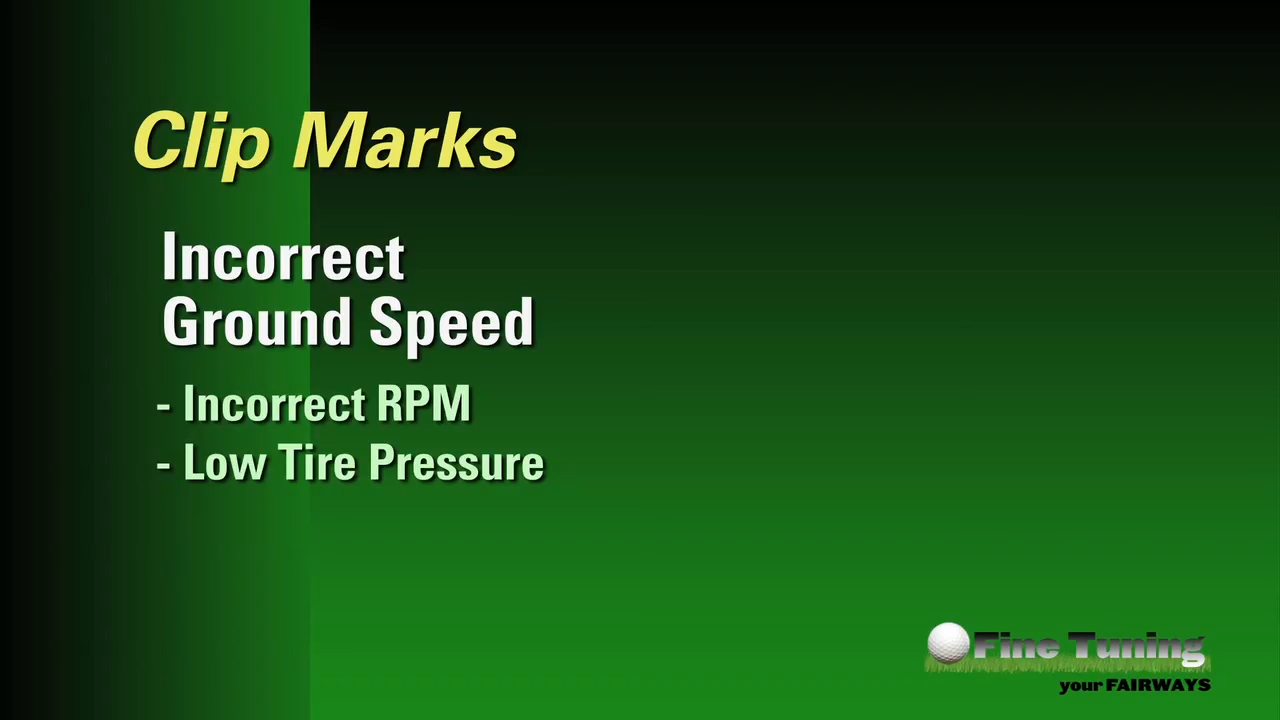 Clip Marks
Incorrect
Ground Speed
- Incorrect RPM
- Low Tire Pressure
Fine Tuning
your FAIRWAYS